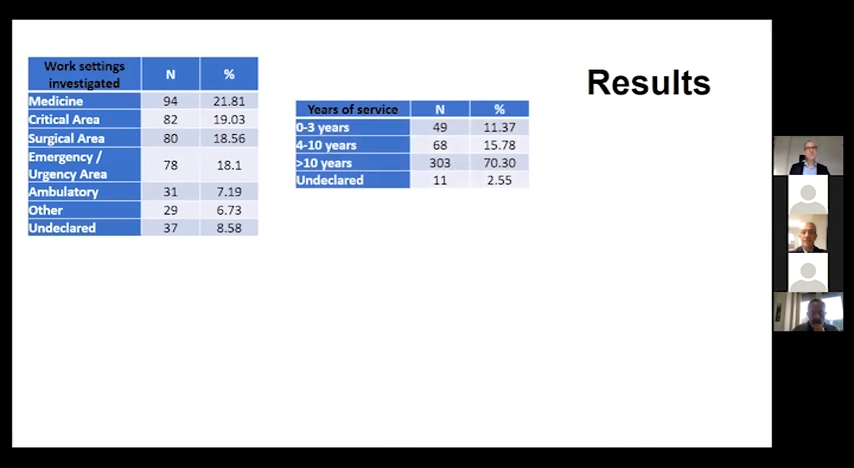 Results
Work settings investigated N %
Medicine 94 21.81
Critical Area 82 19.03
Surgical Area 80 18.56
Emergency / Urgency Area 78 18.1
Ambulatory 31 7.19
Other 29 6.73
Undeclared 37 8.58
Years of service N %
0-3 years 49 11.37
4-10 years 68 15.78
>10 years 303 70.30
Undeclared 11 2.55